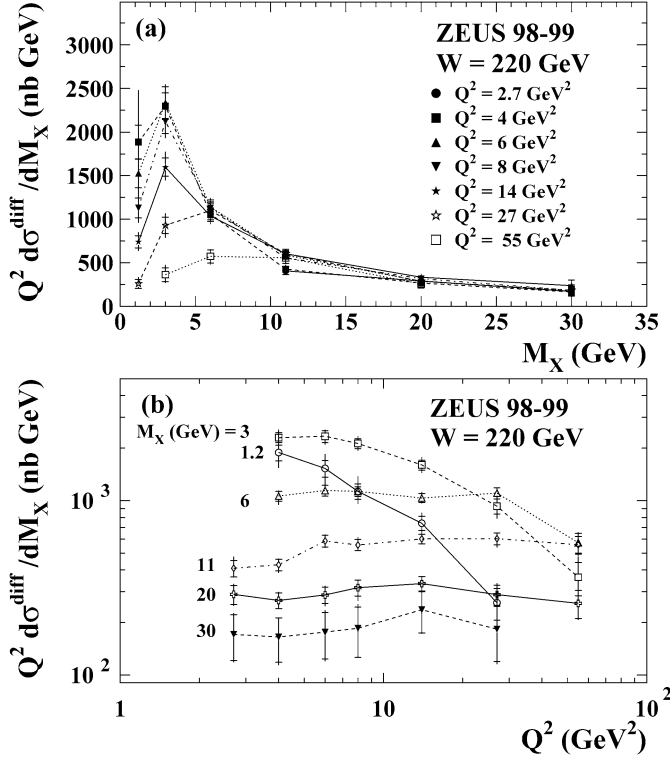 (a)
ZEUS 98-99
W = 220 GeV
Q² = 2.7 GeV²
Q² = 4 GeV²
Q² = 6 GeV²
Q² = 8 GeV²
Q² = 14 GeV²
Q² = 27 GeV²
Q² = 55 GeV²
Q² dσ^diff /dM_X (nb GeV)
3000
2500
2000
1500
1000
500
0
0 5 10 15 20 25 30 35
M_X (GeV)
(b)
ZEUS 98-99
W = 220 GeV
M_X (GeV) = 3
1.2
6
11
20
30
Q² dσ^diff /dM_X (nb GeV)
10³
10²
1 10 10²
Q² (GeV²)